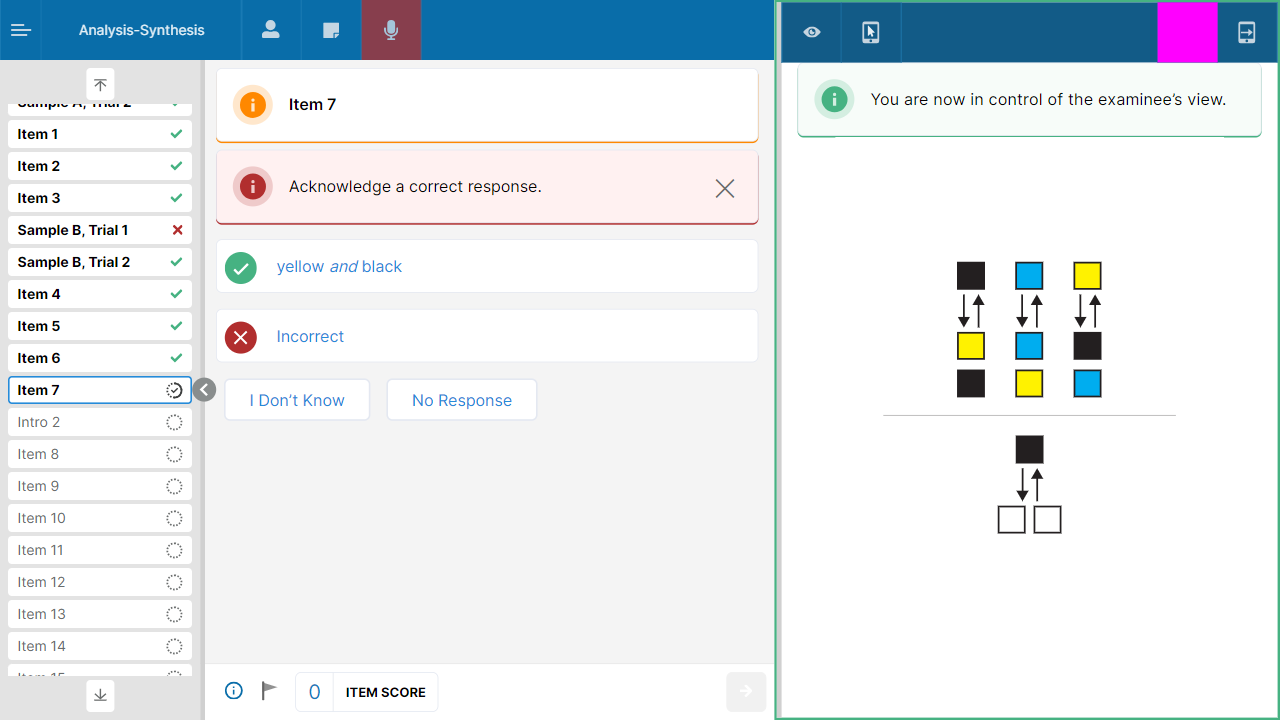 Analysis-Synthesis
Sample A, Trial 2
Item 1
Item 2
Item 3
Sample B, Trial 1
Sample B, Trial 2
Item 4
Item 5
Item 6
Item 7
Intro 2
Item 8
Item 9
Item 10
Item 11
Item 12
Item 13
Item 14
Item 15
Item 7
Acknowledge a correct response.
yellow and black
Incorrect
I Don’t Know
No Response
0
ITEM SCORE
You are now in control of the examinee’s view.